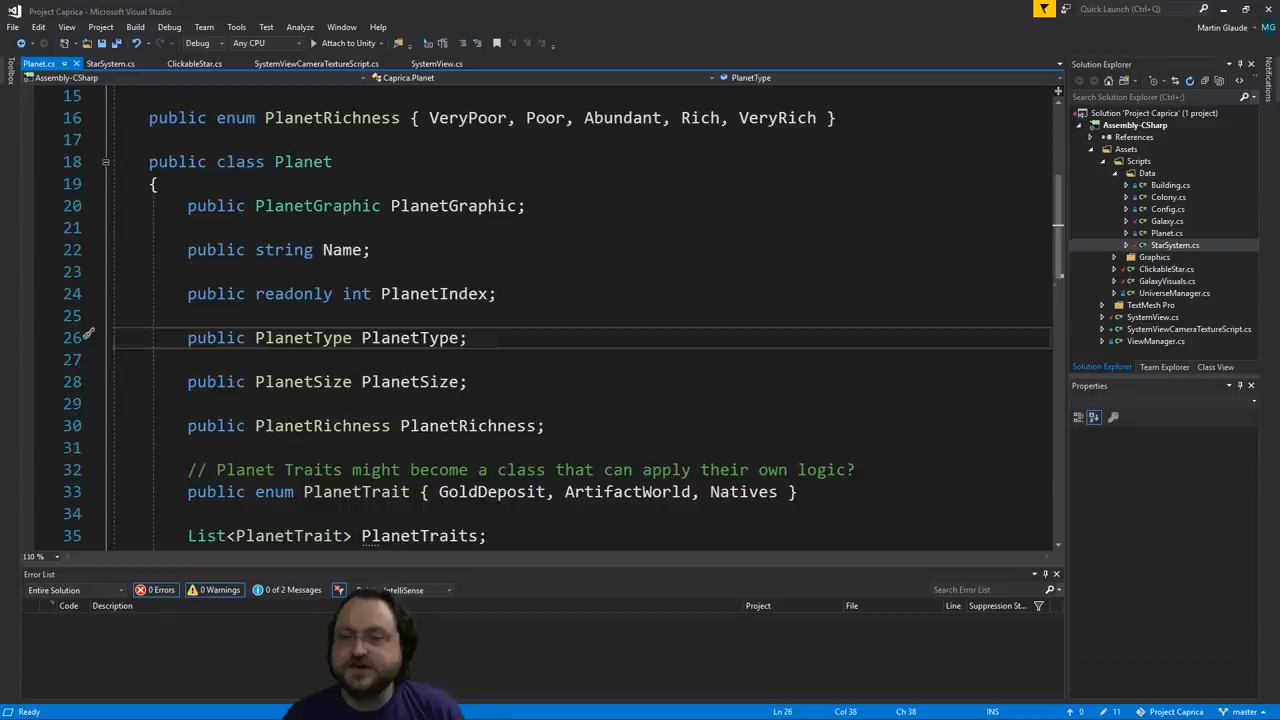 Project Caprica - Microsoft Visual Studio
Quick Launch (Ctrl+Q)
File Edit View Project Build Debug Team Tools Test Analyze Window Help
Martin Glaude MG
Debug Any CPU Attach to Unity
Toolbox
Planet.cs StarSystem.cs ClickableStar.cs SystemViewCameraTextureScript.cs SystemView.cs
Assembly-CSharp Caprica.Planet PlanetType
15
16 public enum PlanetRichness { VeryPoor, Poor, Abundant, Rich, VeryRich }
17
18 public class Planet
19 {
20 public PlanetGraphic PlanetGraphic;
21
22 public string Name;
23
24 public readonly int PlanetIndex;
25
26 public PlanetType PlanetType;
27
28 public PlanetSize PlanetSize;
29
30 public PlanetRichness PlanetRichness;
31
32 // Planet Traits might become a class that can apply their own logic?
33 public enum PlanetTrait { GoldDeposit, ArtifactWorld, Natives }
34
35 List<PlanetTrait> PlanetTraits;
110 %
Solution Explorer
Search Solution Explorer (Ctrl+;)
Solution 'Project Caprica' (1 project)
Assembly-CSharp
References
Assets
Scripts
Data
Building.cs
Colony.cs
Config.cs
Galaxy.cs
Planet.cs
StarSystem.cs
Graphics
ClickableStar.cs
GalaxyVisuals.cs
UniverseManager.cs
TextMesh Pro
SystemView.cs
SystemViewCameraTextureScript.cs
ViewManager.cs
Solution Explorer Team Explorer Class View
Properties
Notifications
Error List
Entire Solution 0 Errors 0 Warnings 0 of 2 Messages IntelliSense
Search Error List
Code Description Project File Line Suppression St...
Ready Ln 26 Col 38 Ch 38 INS 0 11 Project Caprica master